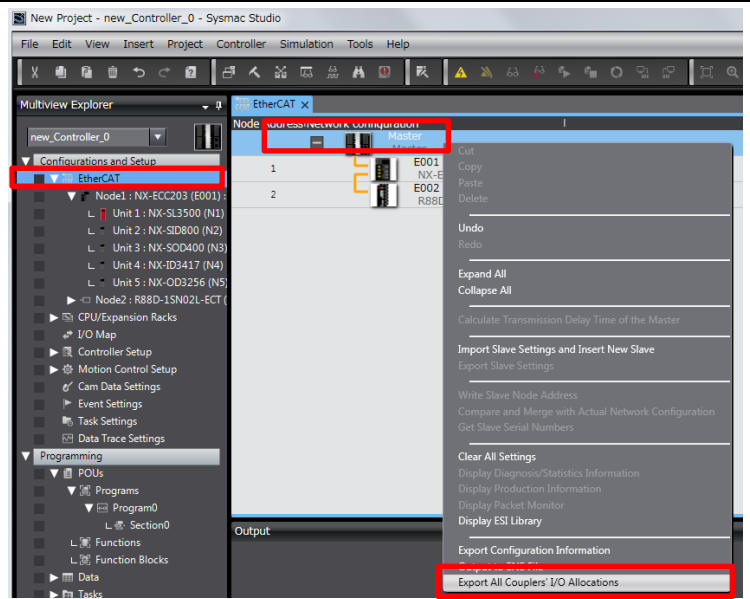 New Project - new_Controller_0 - Sysmac Studio
File Edit View Insert Project Controller Simulation Tools Help
Multiview Explorer
EtherCAT
new_Controller_0
Node Address|Network configuration
Master
Master
Configurations and Setup
EtherCAT
Node1 : NX-ECC203 (E001) :
Unit 1 : NX-SL3500 (N1)
Unit 2 : NX-SID800 (N2)
Unit 3 : NX-SOD400 (N3)
Unit 4 : NX-ID3417 (N4)
Unit 5 : NX-OD3256 (N5)
Node2 : R88D-1SN02L-ECT (
CPU/Expansion Racks
I/O Map
Controller Setup
Motion Control Setup
Cam Data Settings
Event Settings
Task Settings
Data Trace Settings
Programming
POUs
Programs
Program0
Section0
Functions
Function Blocks
Data
Tasks
1
E001
NX-E
2
E002
R88D
Cut
Copy
Paste
Delete
Undo
Redo
Expand All
Collapse All
Calculate Transmission Delay Time of the Master
Import Slave Settings and Insert New Slave
Export Slave Settings
Write Slave Node Address
Compare and Merge with Actual Network Configuration
Get Slave Serial Numbers
Clear All Settings
Display Diagnosis/Statistics Information
Display Production Information
Display Packet Monitor
Display ESI Library
Export Configuration Information
Output to ENI File
Export All Couplers' I/O Allocations
Output